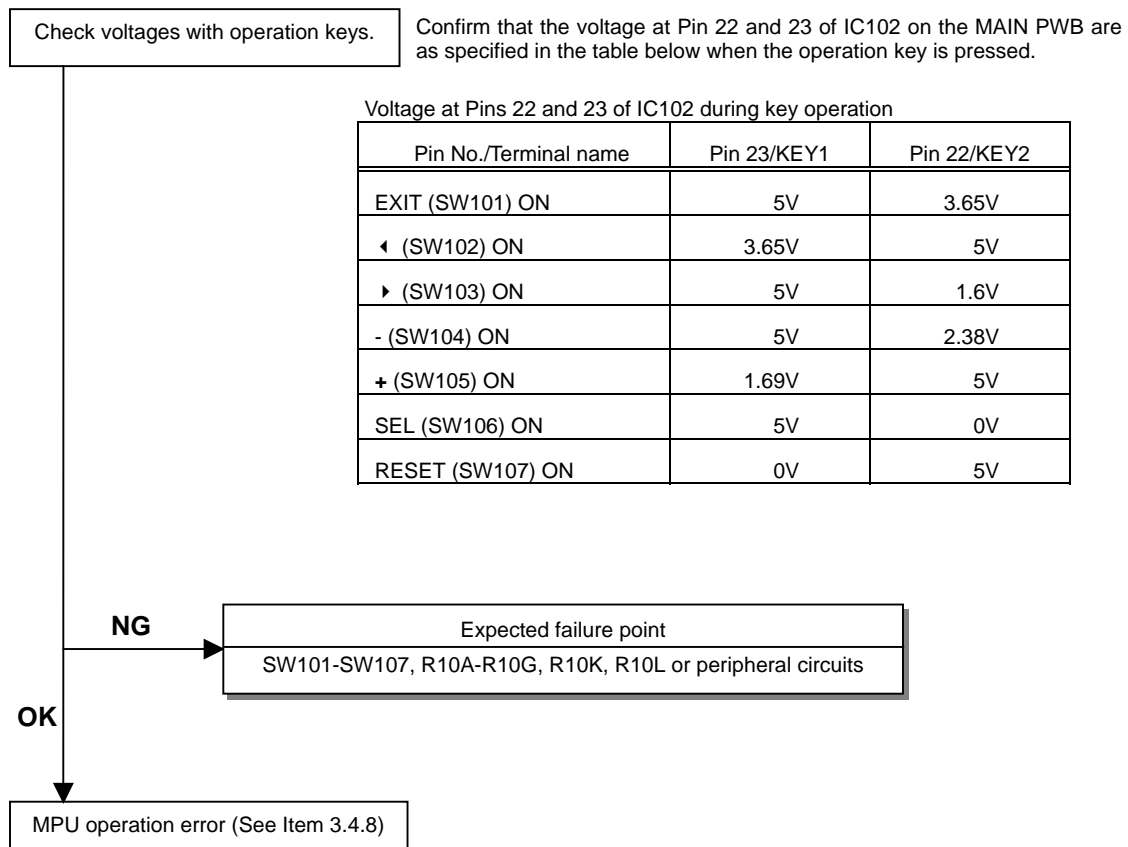 Check voltages with operation keys.
Confirm that the voltage at Pin 22 and 23 of IC102 on the MAIN PWB are
as specified in the table below when the operation key is pressed.
Voltage at Pins 22 and 23 of IC102 during key operation
Pin No./Terminal name Pin 23/KEY1 Pin 22/KEY2
EXIT (SW101) ON 5V 3.65V
◀ (SW102) ON 3.65V 5V
▶ (SW103) ON 5V 1.6V
- (SW104) ON 5V 2.38V
+ (SW105) ON 1.69V 5V
SEL (SW106) ON 5V 0V
RESET (SW107) ON 0V 5V
NG
Expected failure point
SW101-SW107, R10A-R10G, R10K, R10L or peripheral circuits
OK
MPU operation error (See Item 3.4.8)